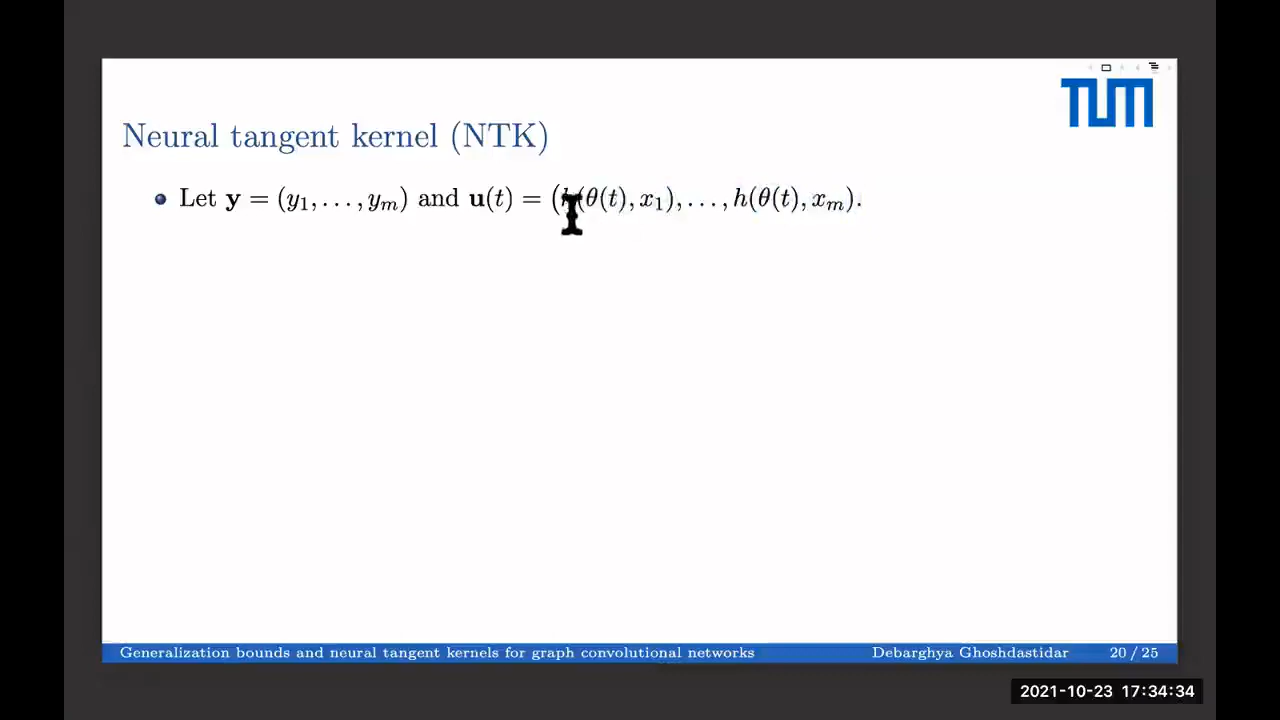 TUM
Neural tangent kernel (NTK)
Let y = (y₁, . . . , yₘ) and u(t) = (h(θ(t), x₁), . . . , h(θ(t), xₘ).
Generalization bounds and neural tangent kernels for graph convolutional networks Debarghya Ghoshdastidar 20 / 25
2021-10-23 17:34:34